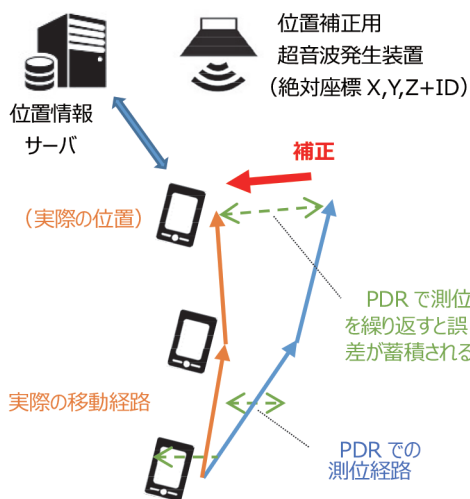 位置補正用
超音波発生装置
（絶対座標 X,Y,Z+ID）
位置情報
サーバ
補正
（実際の位置）
PDR で測位
を繰り返すと誤
差が蓄積される
実際の移動経路
PDR での
測位経路